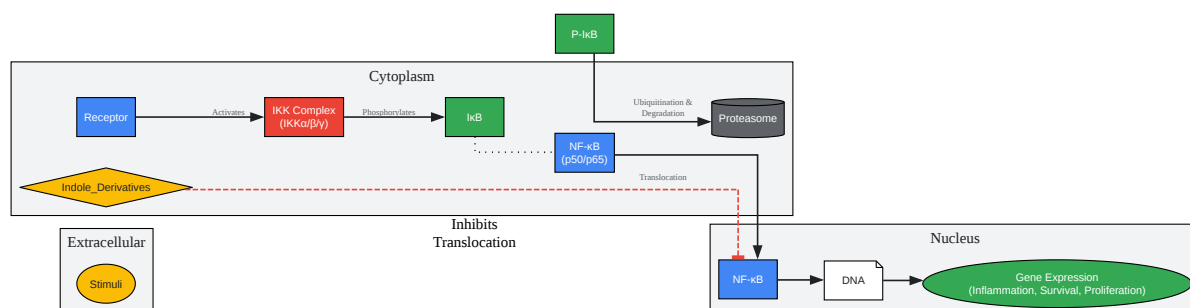 P-IκB
Cytoplasm
Receptor
Activates
IKK Complex
(IKKα/β/γ)
Phosphorylates
IκB
Ubiquitination &
Degradation
Proteasome
NF-κB
(p50/p65)
Translocation
Indole_Derivatives
Inhibits
Translocation
Extracellular
Stimuli
Nucleus
NF-κB
DNA
Gene Expression
(Inflammation, Survival, Proliferation)